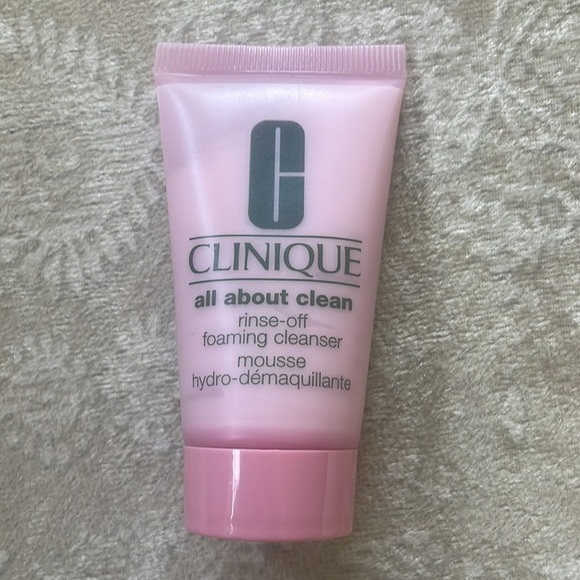 C
CLINIQUE
all about clean
rinse-off
foaming cleanser
mousse
hydro-démaquillante